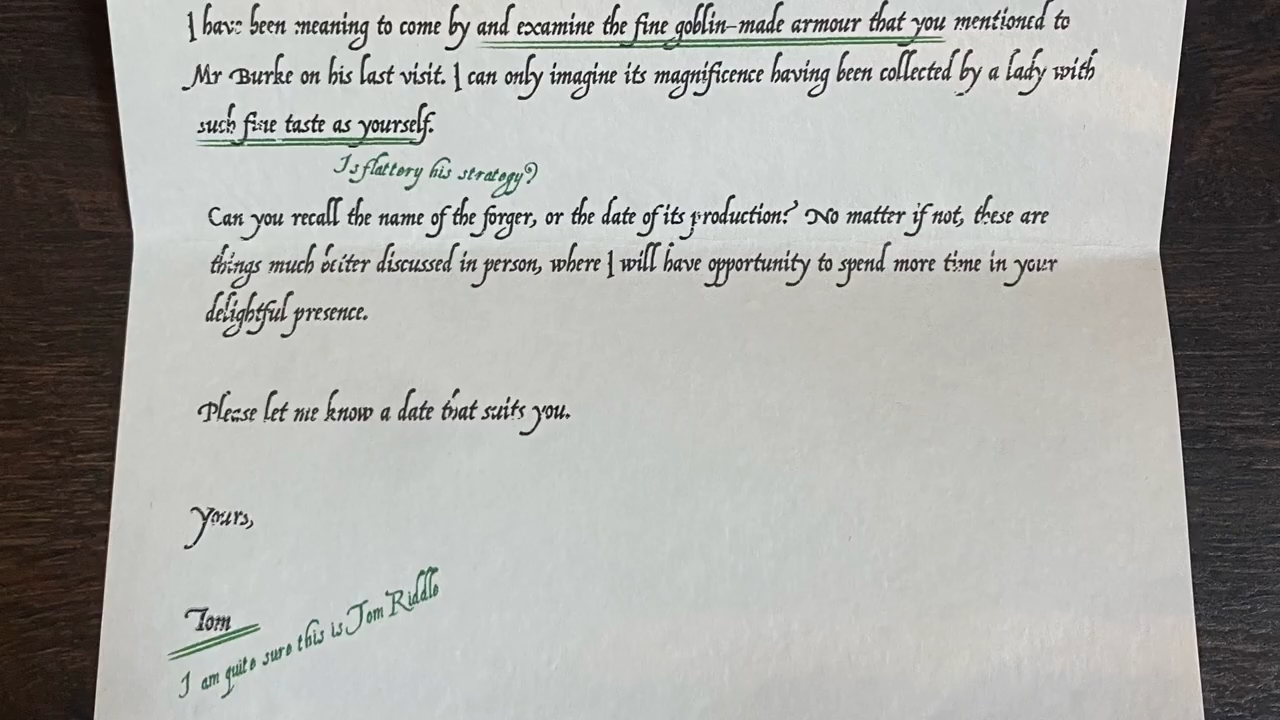 I have been meaning to come by and examine the fine goblin-made armour that you mentioned to
Mr Burke on his last visit. I can only imagine its magnificence having been collected by a lady with
such fine taste as yourself.
Is flattery his strategy?
Can you recall the name of the forger, or the date of its production? No matter if not, these are
things much better discussed in person, where I will have opportunity to spend more time in your
delightful presence.
Please let me know a date that suits you.
Yours,
Tom
I am quite sure this is Tom Riddle